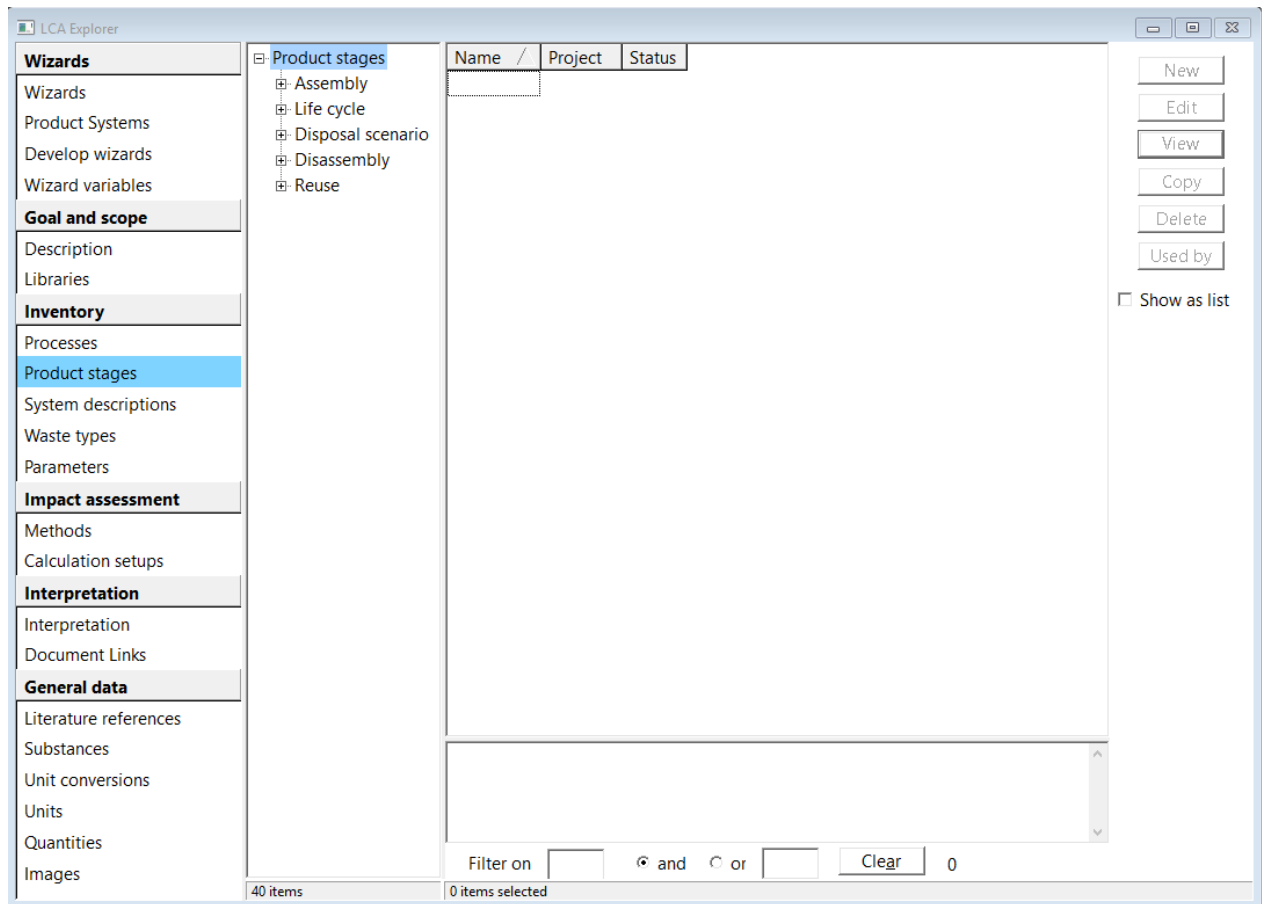 LCA Explorer
Wizards
Wizards
Product Systems
Develop wizards
Wizard variables
Goal and scope
Description
Libraries
Inventory
Processes
Product stages
System descriptions
Waste types
Parameters
Impact assessment
Methods
Calculation setups
Interpretation
Interpretation
Document Links
General data
Literature references
Substances
Unit conversions
Units
Quantities
Images
Product stages
Assembly
Life cycle
Disposal scenario
Disassembly
Reuse
40 items
Name Project Status
Filter on and or Clear 0
0 items selected
New
Edit
View
Copy
Delete
Used by
Show as list